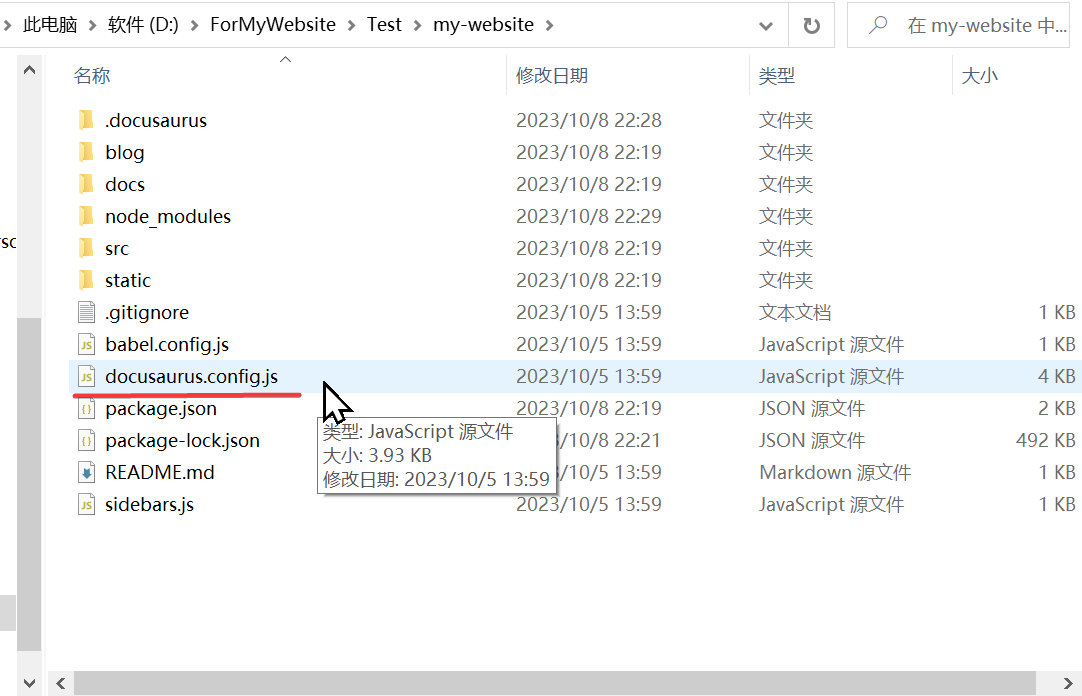 此电脑 > 软件 (D:) > ForMyWebsite > Test > my-website >
在 my-website 中...
名称 修改日期 类型 大小
.docusaurus 2023/10/8 22:28 文件夹
blog 2023/10/8 22:19 文件夹
docs 2023/10/8 22:19 文件夹
node_modules 2023/10/8 22:29 文件夹
src 2023/10/8 22:19 文件夹
static 2023/10/8 22:19 文件夹
.gitignore 2023/10/5 13:59 文本文档 1 KB
babel.config.js 2023/10/5 13:59 JavaScript 源文件 1 KB
docusaurus.config.js 2023/10/5 13:59 JavaScript 源文件 4 KB
package.json 2023/10/8 22:19 JSON 源文件 2 KB
package-lock.json /10/8 22:21 JSON 源文件 492 KB
README.md /10/5 13:59 Markdown 源文件 1 KB
sidebars.js 2023/10/5 13:59 JavaScript 源文件 1 KB
类型: JavaScript 源文件
大小: 3.93 KB
修改日期: 2023/10/5 13:59